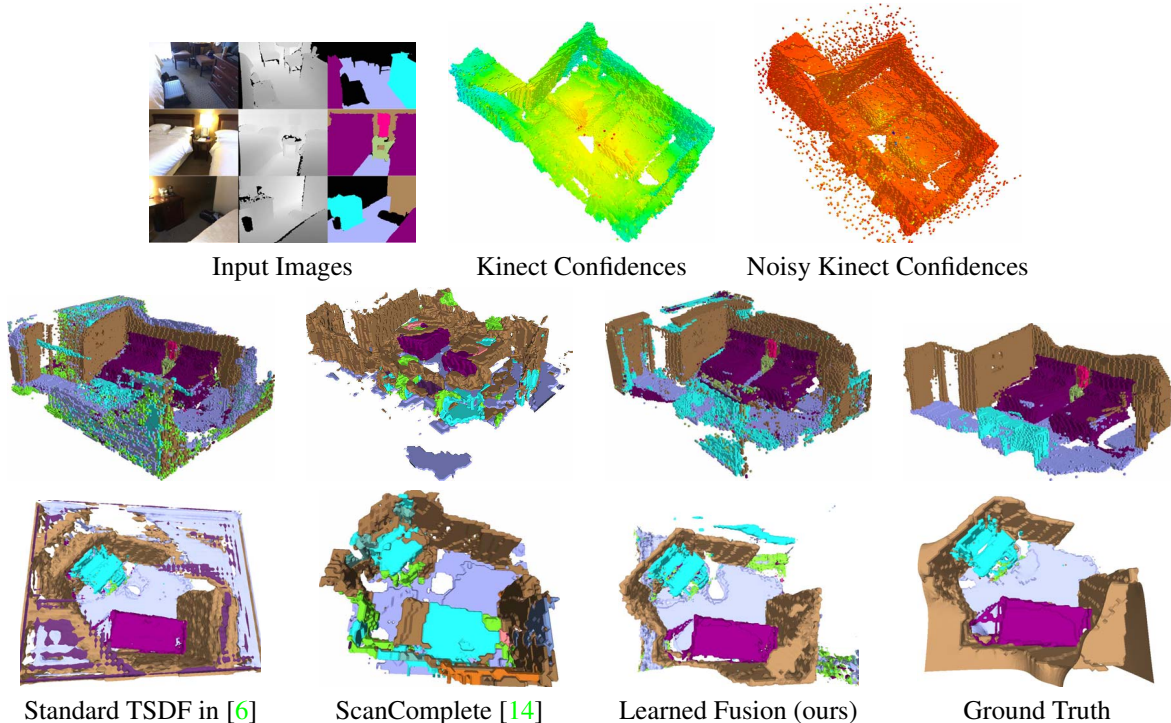 Input Images
Kinect Confidences
Noisy Kinect Confidences
Standard TSDF in [6]
ScanComplete [14]
Learned Fusion (ours)
Ground Truth